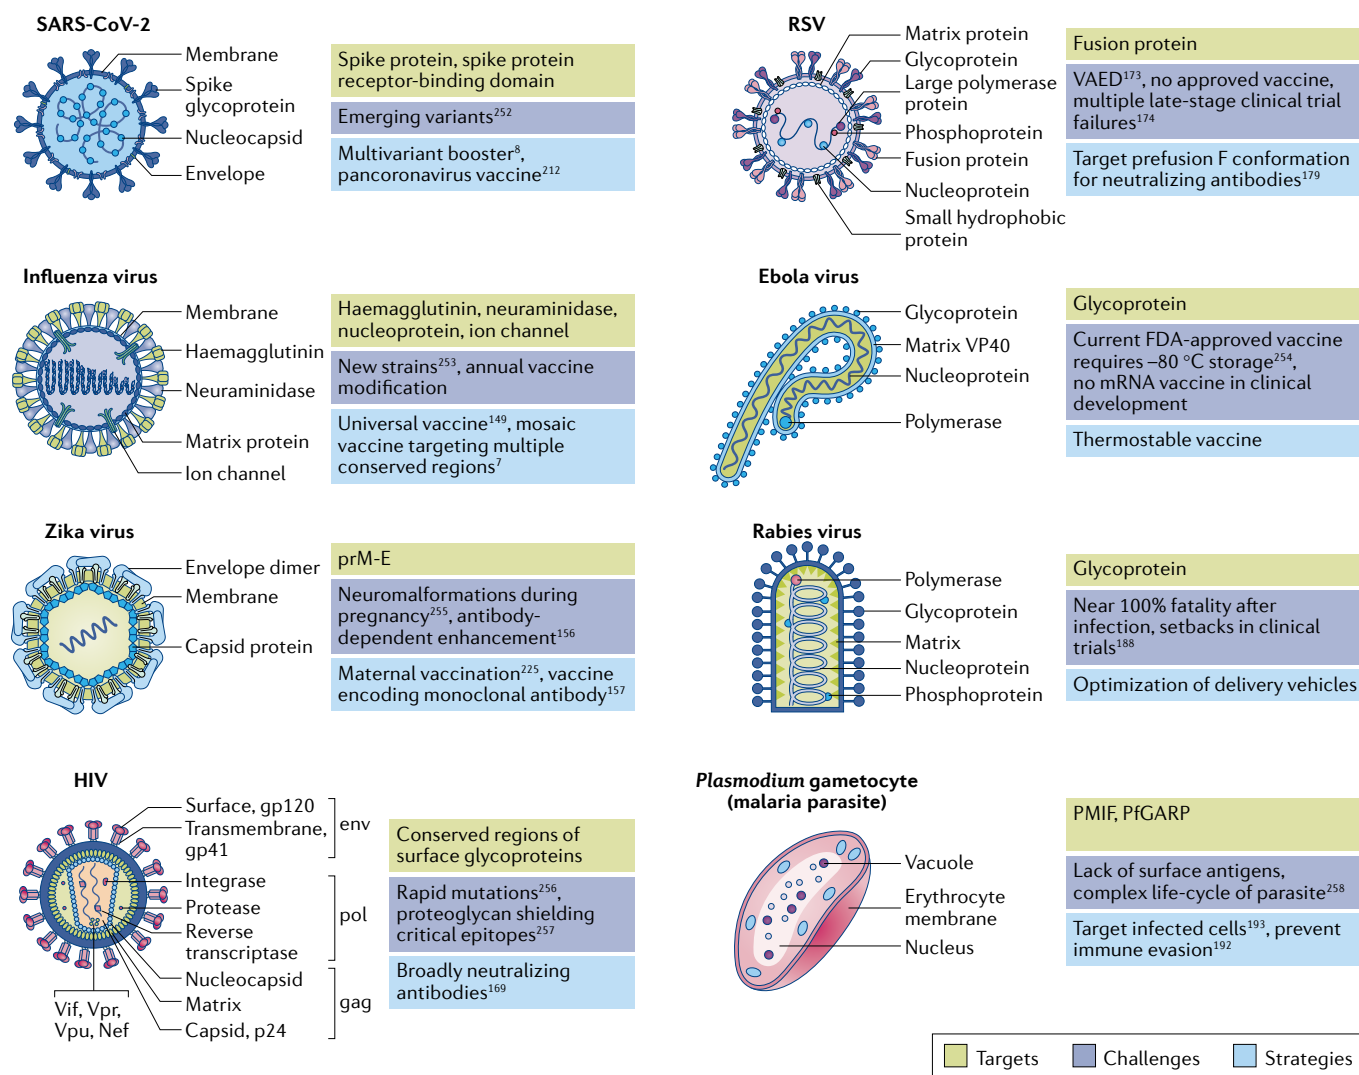 SARS-CoV-2
Membrane
Spike
glycoprotein
Nucleocapsid
Envelope
Spike protein, spike protein
receptor-binding domain
Emerging variants252
Multivariant booster8,
pancoronavirus vaccine212
RSV
Matrix protein
Glycoprotein
Large polymerase
protein
Phosphoprotein
Fusion protein
Nucleoprotein
Small hydrophobic
protein
Fusion protein
VAED173, no approved vaccine,
multiple late-stage clinical trial
failures174
Target prefusion F conformation
for neutralizing antibodies179
Influenza virus
Membrane
Haemagglutinin
Neuraminidase
Matrix protein
Ion channel
Haemagglutinin, neuraminidase,
nucleoprotein, ion channel
New strains253, annual vaccine
modification
Universal vaccine149, mosaic
vaccine targeting multiple
conserved regions7
Ebola virus
Glycoprotein
Matrix VP40
Nucleoprotein
Polymerase
Glycoprotein
Current FDA-approved vaccine
requires –80 °C storage254,
no mRNA vaccine in clinical
development
Thermostable vaccine
Zika virus
Envelope dimer
Membrane
Capsid protein
prM-E
Neuromalformations during
pregnancy255, antibody-
dependent enhancement156
Maternal vaccination225, vaccine
encoding monoclonal antibody157
Rabies virus
Polymerase
Glycoprotein
Matrix
Nucleoprotein
Phosphoprotein
Glycoprotein
Near 100% fatality after
infection, setbacks in clinical
trials188
Optimization of delivery vehicles
HIV
Surface, gp120
Transmembrane,
gp41
env
Integrase
Protease
Reverse
transcriptase
pol
Nucleocapsid
Matrix
Capsid, p24
gag
Vif, Vpr,
Vpu, Nef
Conserved regions of
surface glycoproteins
Rapid mutations256,
proteoglycan shielding
critical epitopes257
Broadly neutralizing
antibodies169
Plasmodium gametocyte
(malaria parasite)
Vacuole
Erythrocyte
membrane
Nucleus
PMIF, PfGARP
Lack of surface antigens,
complex life-cycle of parasite258
Target infected cells193, prevent
immune evasion192
Targets
Challenges
Strategies